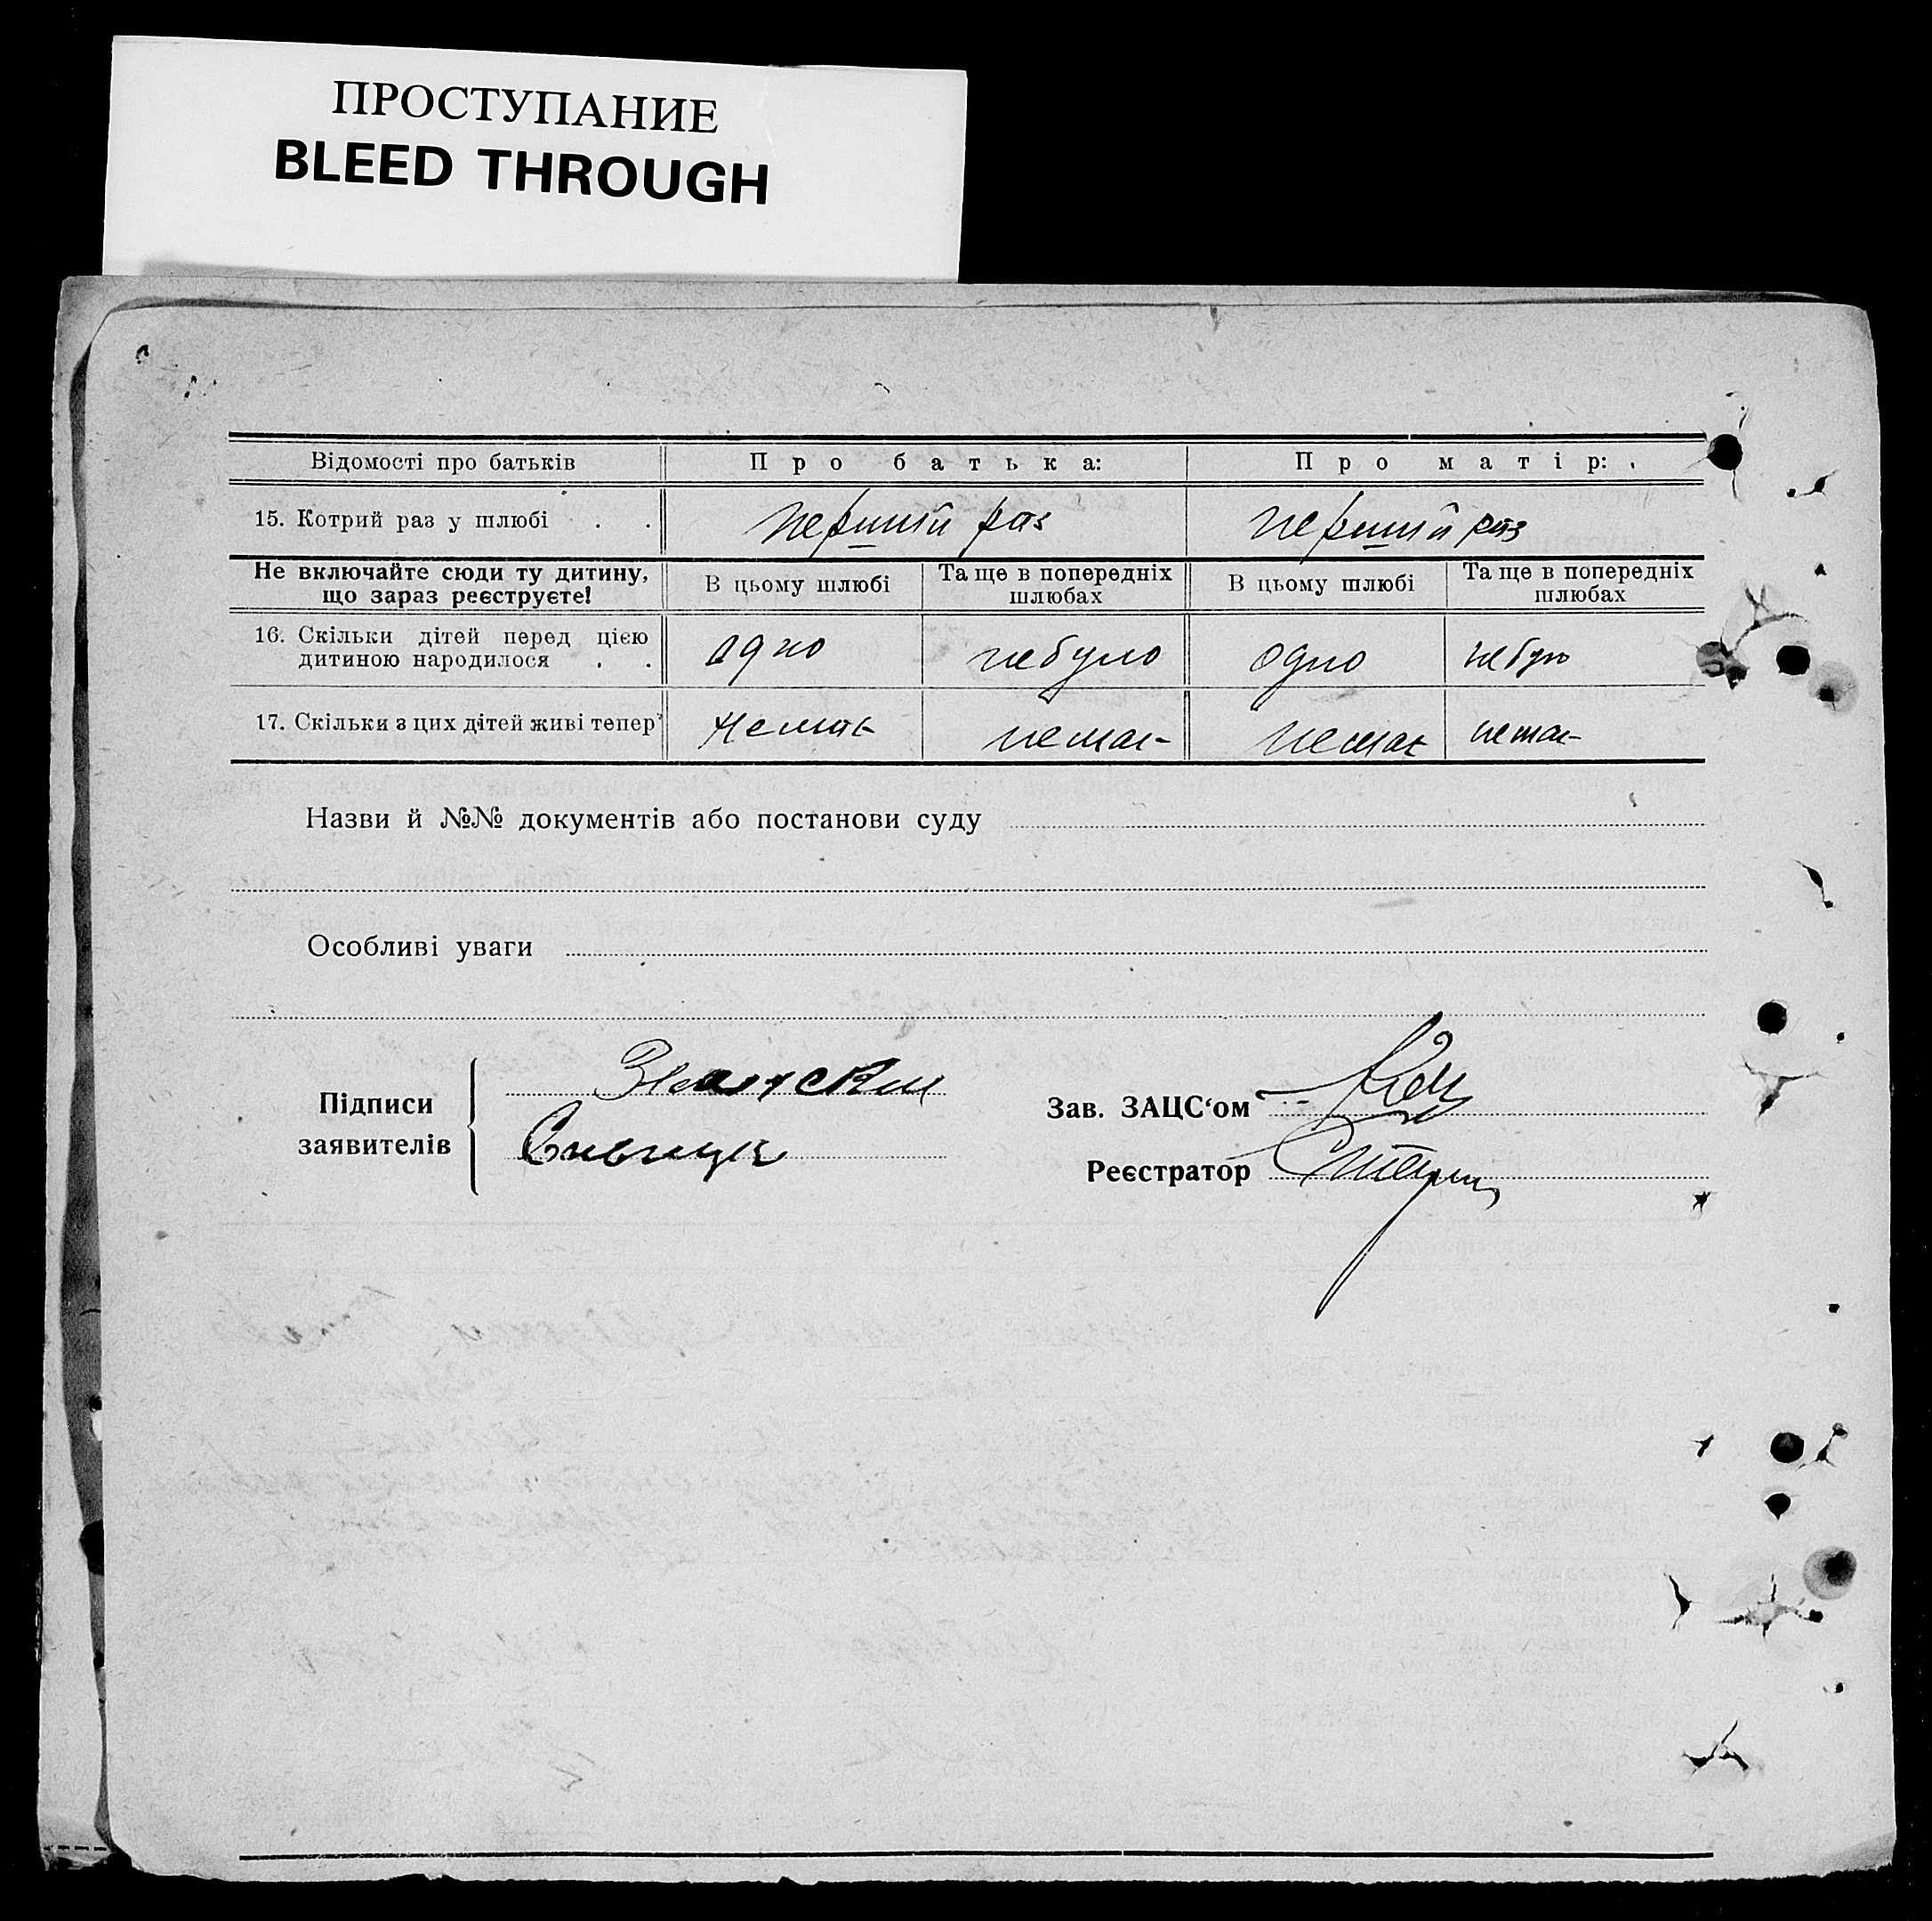 ПРОСТУПАНИЕ
BLEED THROUGH
Відомості про батьків Про батька: Про матір:
15. Котрий раз у шлюбі . . перший раз перший раз
Не включайте сюди ту дитину, що зараз реєструєте! В цьому шлюбі Та ще в попередніх шлюбах В цьому шлюбі Та ще в попередніх шлюбах
16. Скільки дітей перед цією
дитиною народилося . . одно небуло одно небуло
17. Скільки з цих дітей живі тепер немає немає немає немає
Назви й №№ документів або постанови суду
Особливі уваги
Підписи
заявителів
Зав. ЗАЦС‘ом
Реєстратор